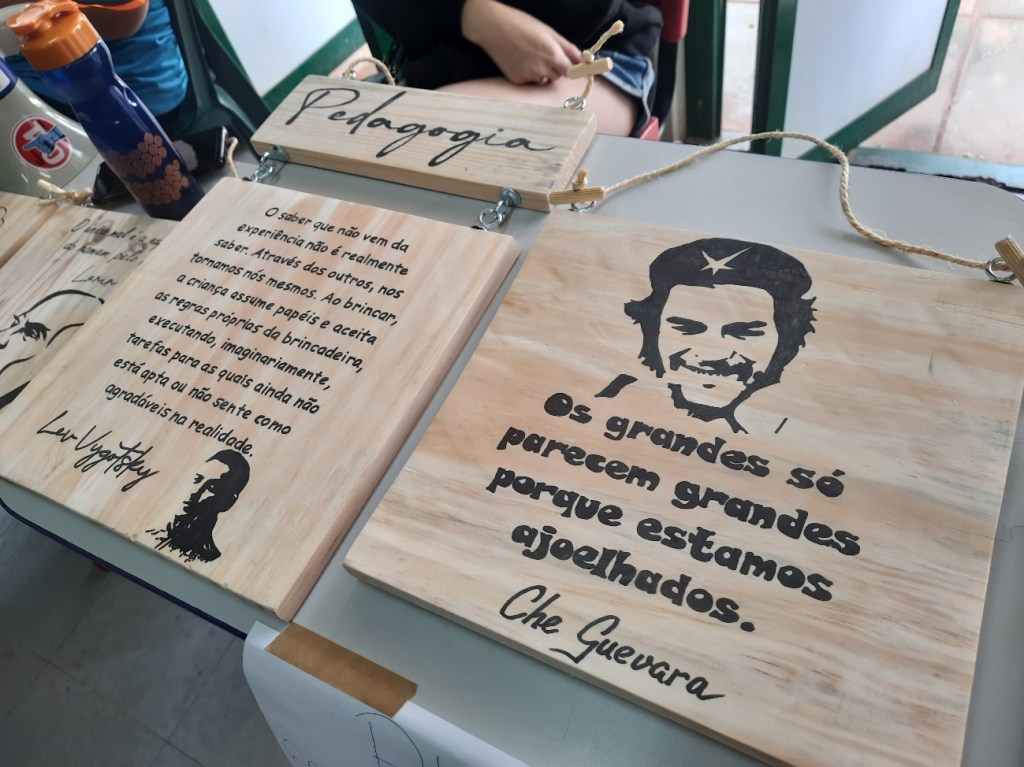 Pedagogia
O saber que não vem da
experiência não é realmente
saber. Através dos outros, nos
tornamos nós mesmos. Ao brincar,
a criança assume papéis e aceita
as regras próprias da brincadeira,
executando, imaginariamente,
tarefas para as quais ainda não
está apta ou não sente como
agradáveis na realidade.
Lev Vygotsky
Os grandes só
parecem grandes
porque estamos
ajoelhados.
Che Guevara